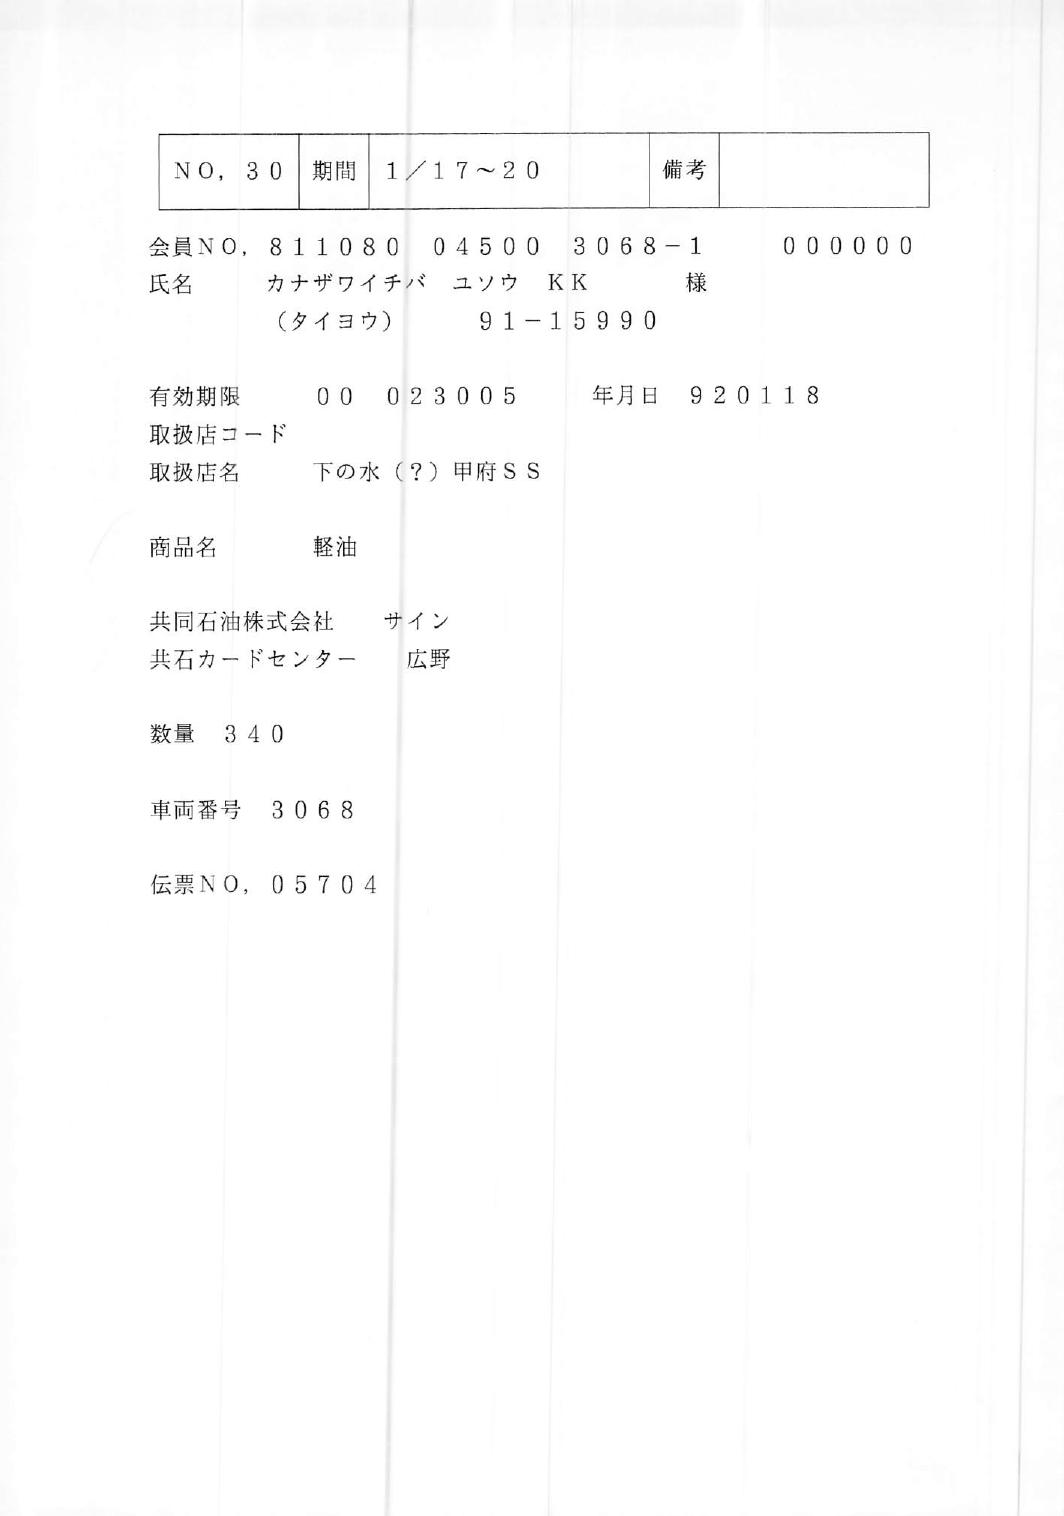 ＮＯ，３０　期間　１／１７～２０　備考
会員ＮＯ，８１１０８０　０４５００　３０６８－１　　　００００００
氏名　　　カナザワイチバ　ユソウ　ＫＫ　　　　様
（タイヨウ）　　　９１－１５９９０
有効期限　　　００　０２３００５　　　年月日　９２０１１８
取扱店コード
取扱店名　　　下の水（？）甲府ＳＳ
商品名　　　　軽油
共同石油株式会社　　サイン
共石カードセンター　　広野
数量　３４０
車両番号　３０６８
伝票ＮＯ，０５７０４